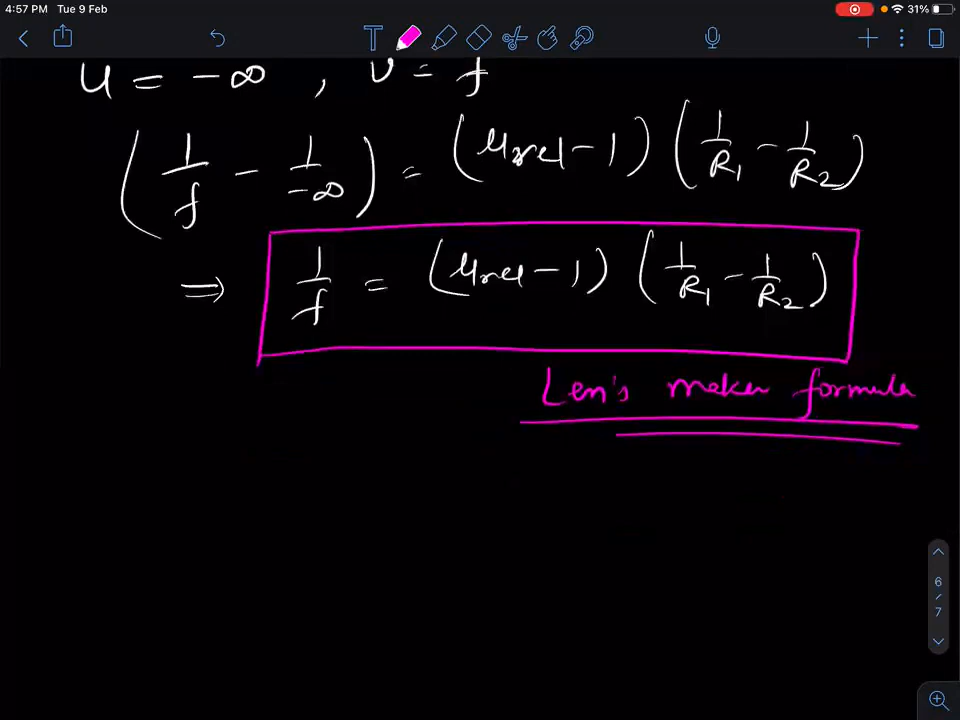 4:57 PM Tue 9 Feb 31%
T
u = -∞ , v = f
(1/f - 1/-∞) = (μrel - 1) (1/R₁ - 1/R₂)
⇒ 1/f = (μrel - 1) (1/R₁ - 1/R₂)
Len's maker formula
6
/
7